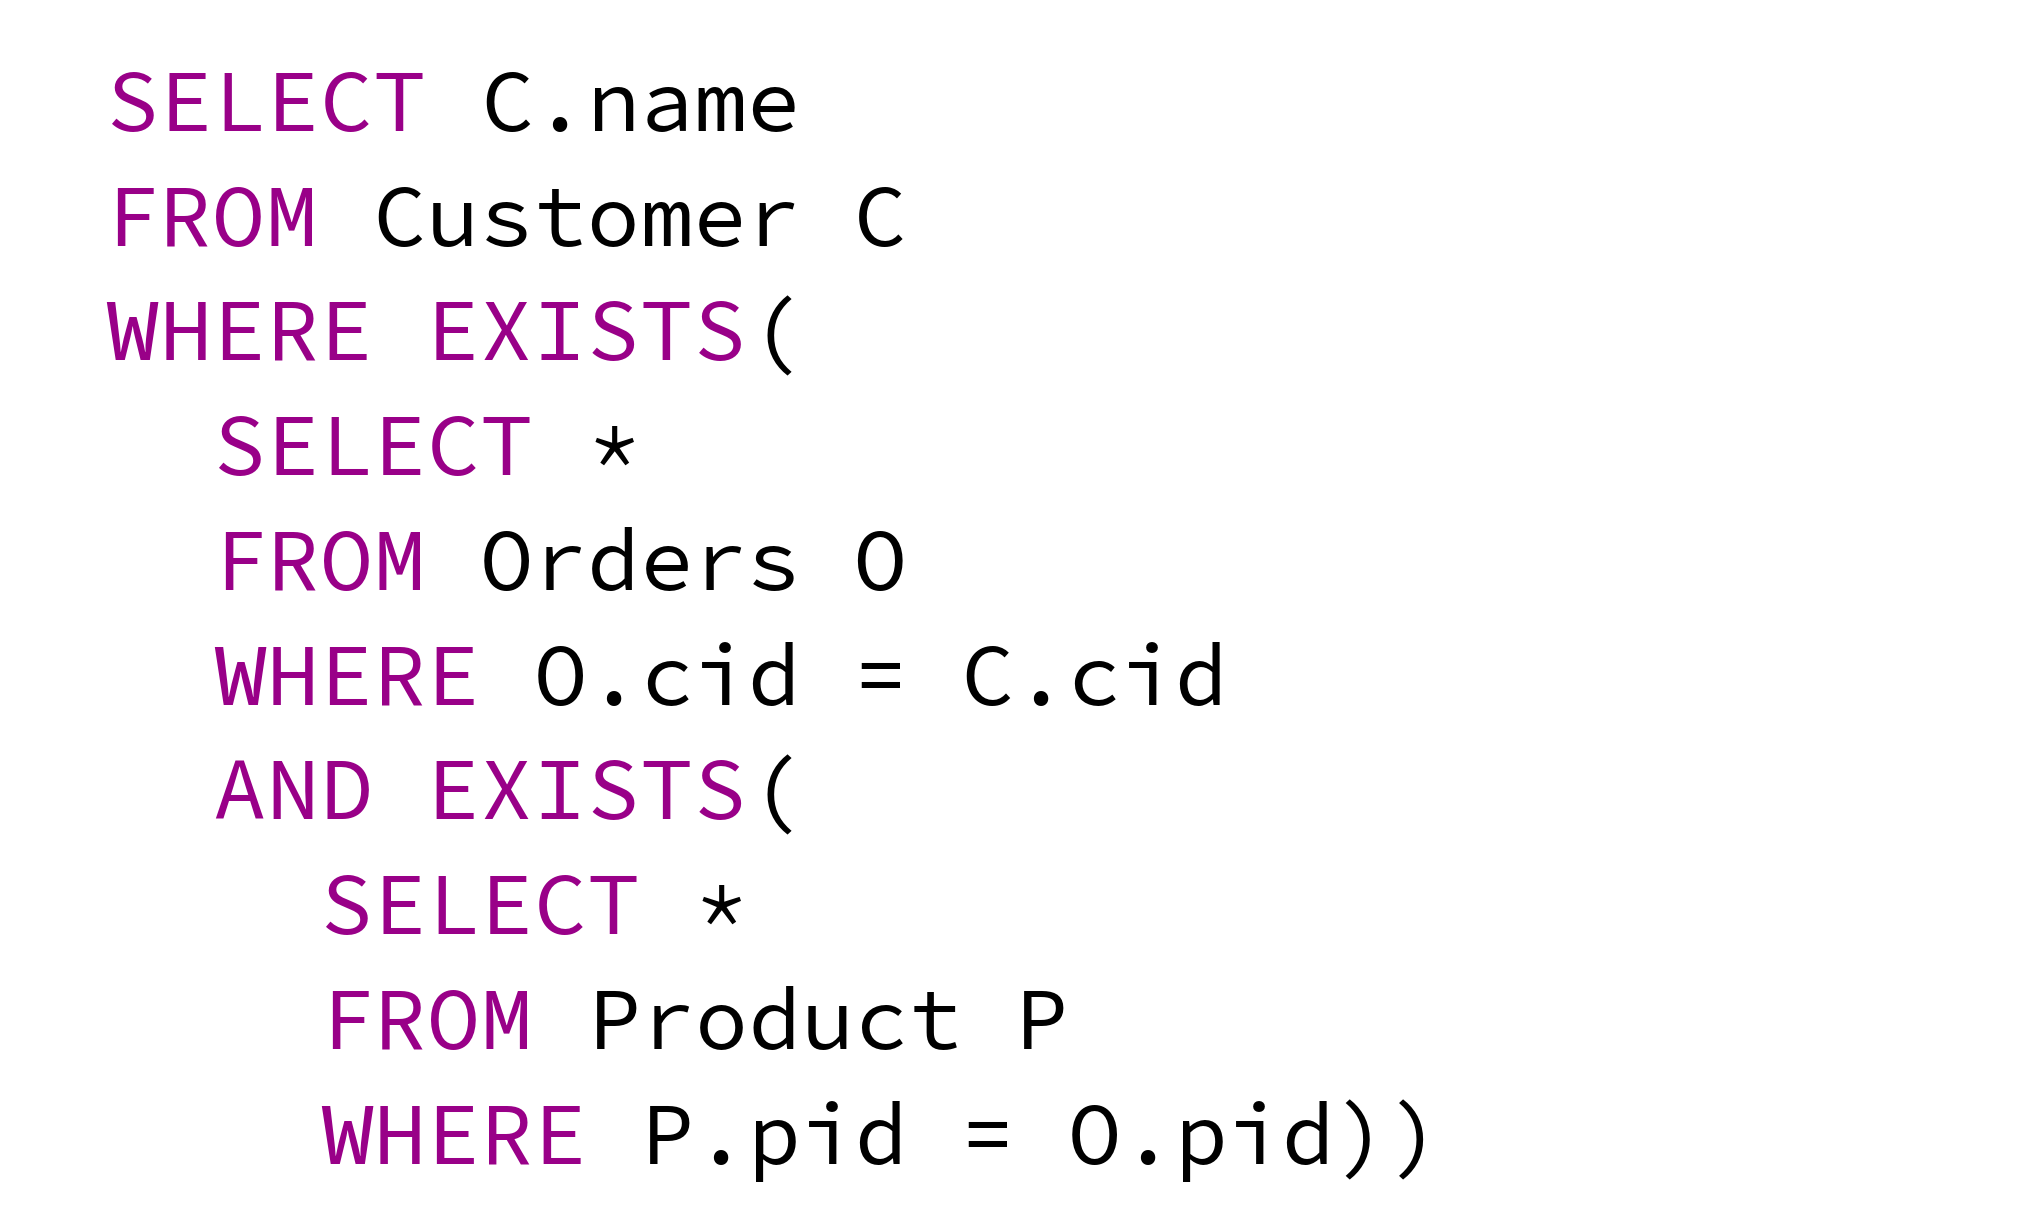 SELECT C.name
FROM Customer C
WHERE EXISTS(
  SELECT *
  FROM Orders O
  WHERE O.cid = C.cid
  AND EXISTS(
    SELECT *
    FROM Product P
    WHERE P.pid = O.pid))